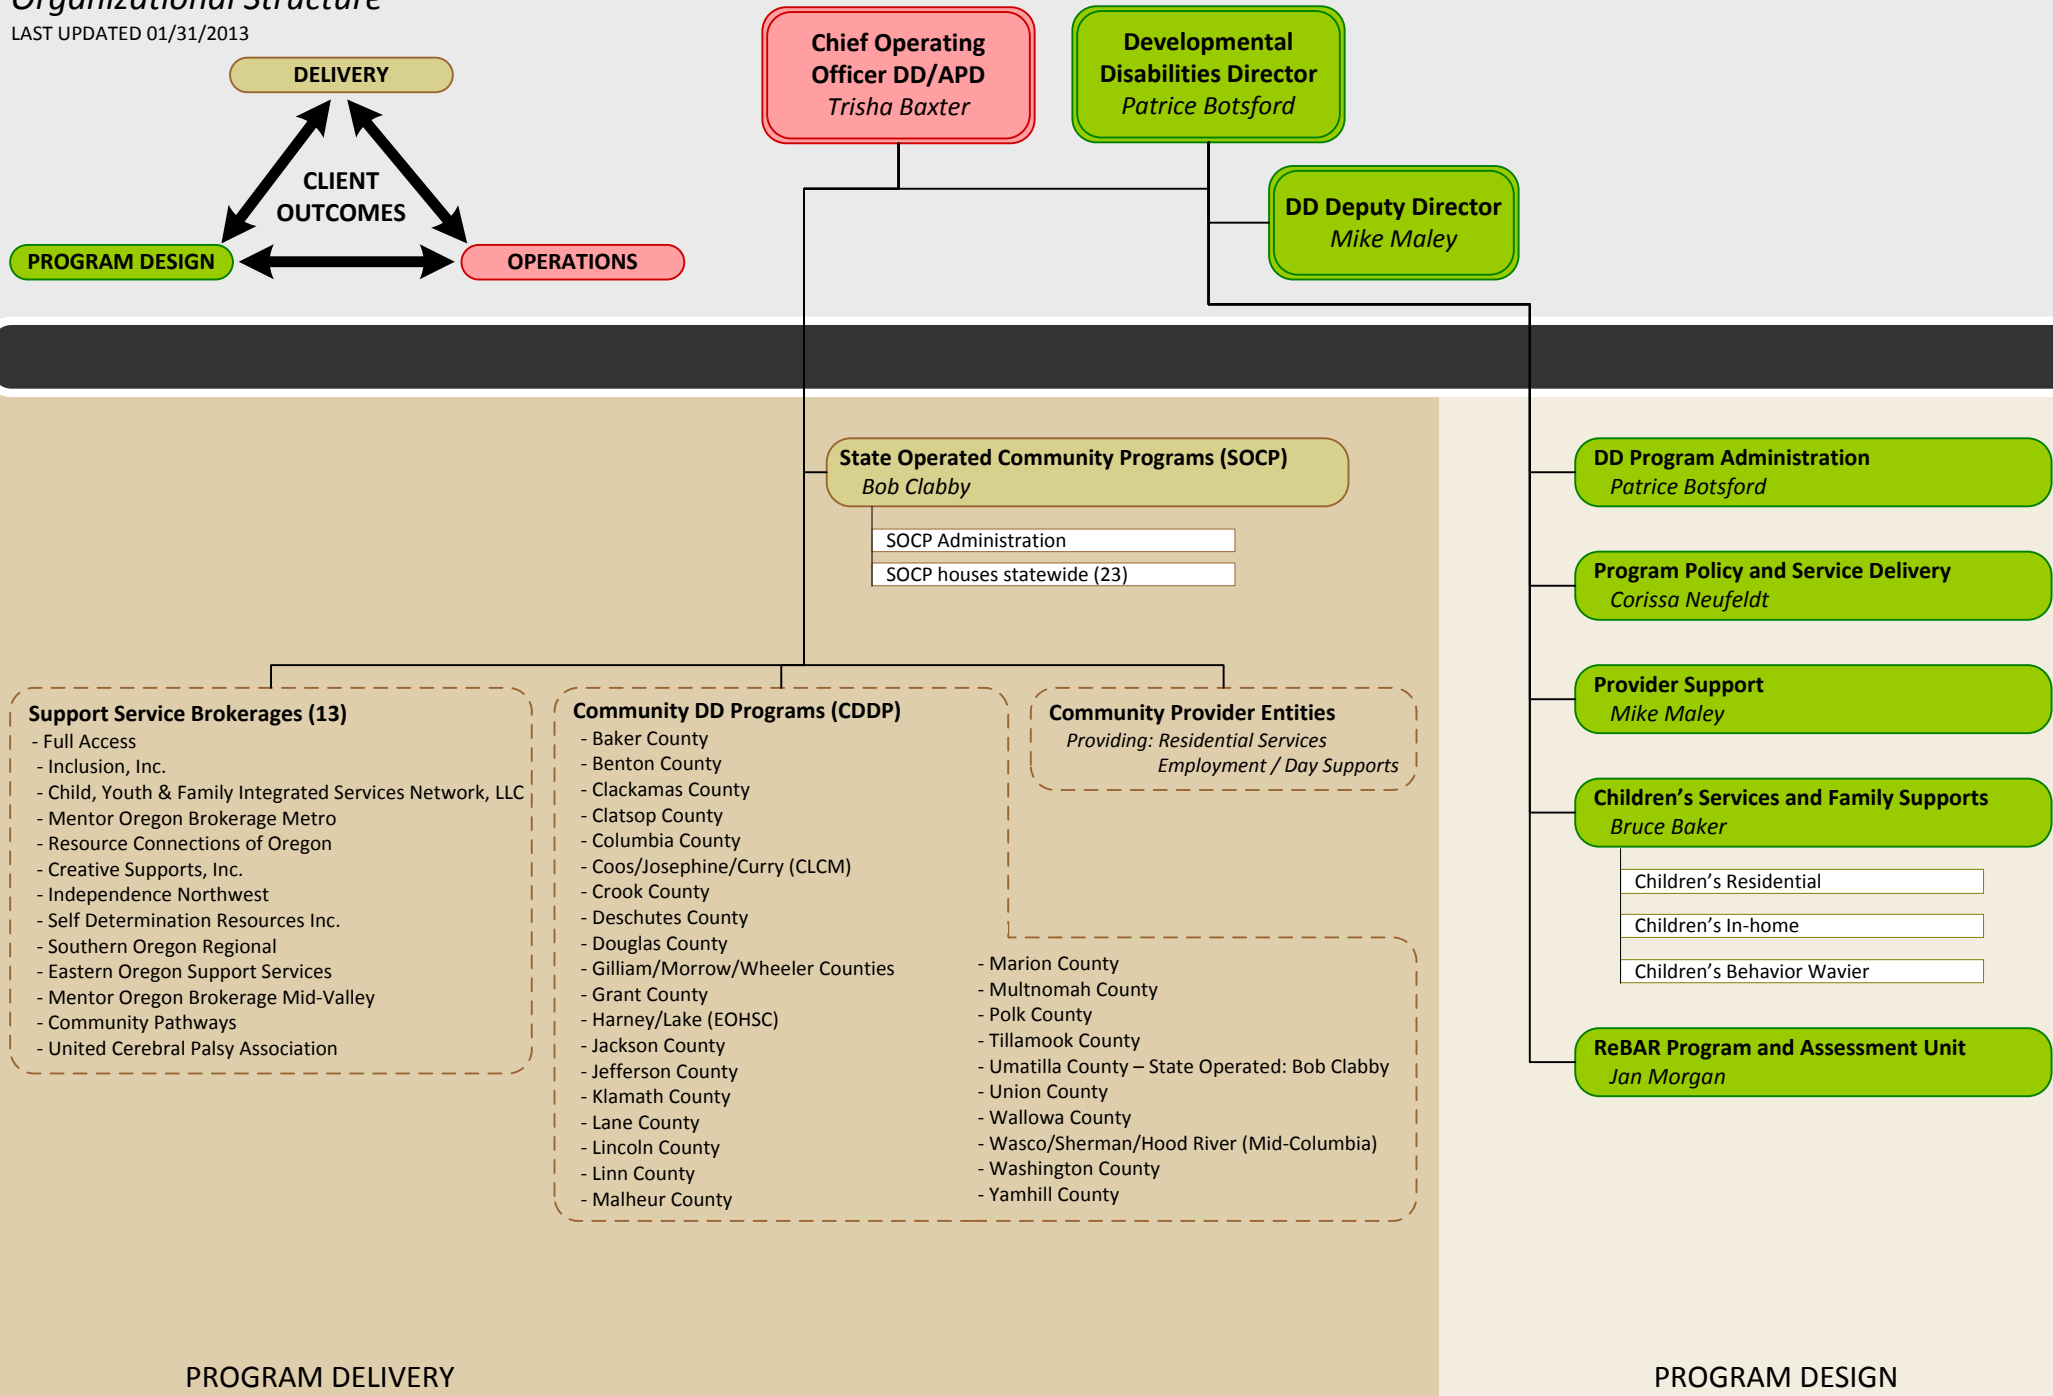 Organizational Structure
LAST UPDATED 01/31/2013
DELIVERY
CLIENT
OUTCOMES
PROGRAM DESIGN
OPERATIONS
Chief Operating
Officer DD/APD
Trisha Baxter
Developmental
Disabilities Director
Patrice Botsford
DD Deputy Director
Mike Maley
State Operated Community Programs (SOCP)
Bob Clabby
SOCP Administration
SOCP houses statewide (23)
Support Service Brokerages (13)
- Full Access
- Inclusion, Inc.
- Child, Youth & Family Integrated Services Network, LLC
- Mentor Oregon Brokerage Metro
- Resource Connections of Oregon
- Creative Supports, Inc.
- Independence Northwest
- Self Determination Resources Inc.
- Southern Oregon Regional
- Eastern Oregon Support Services
- Mentor Oregon Brokerage Mid-Valley
- Community Pathways
- United Cerebral Palsy Association
Community DD Programs (CDDP)
- Baker County
- Benton County
- Clackamas County
- Clatsop County
- Columbia County
- Coos/Josephine/Curry (CLCM)
- Crook County
- Deschutes County
- Douglas County
- Gilliam/Morrow/Wheeler Counties
- Grant County
- Harney/Lake (EOHSC)
- Jackson County
- Jefferson County
- Klamath County
- Lane County
- Lincoln County
- Linn County
- Malheur County
- Marion County
- Multnomah County
- Polk County
- Tillamook County
- Umatilla County – State Operated: Bob Clabby
- Union County
- Wallowa County
- Wasco/Sherman/Hood River (Mid-Columbia)
- Washington County
- Yamhill County
Community Provider Entities
Providing: Residential Services
Employment / Day Supports
DD Program Administration
Patrice Botsford
Program Policy and Service Delivery
Corissa Neufeldt
Provider Support
Mike Maley
Children’s Services and Family Supports
Bruce Baker
Children’s Residential
Children’s In-home
Children’s Behavior Wavier
ReBAR Program and Assessment Unit
Jan Morgan
PROGRAM DELIVERY
PROGRAM DESIGN